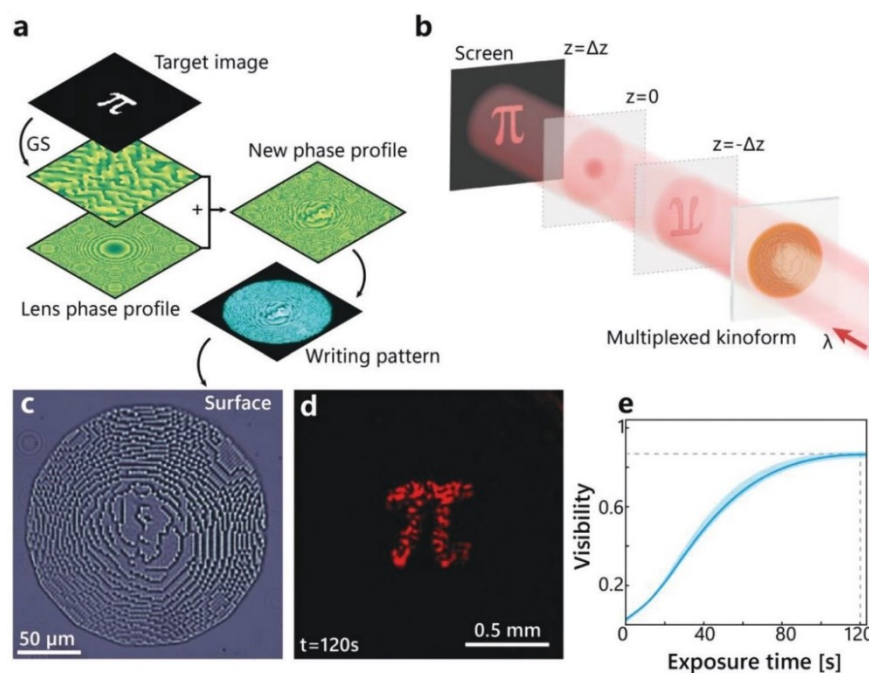 a
Target image
π
GS
New phase profile
+
Lens phase profile
Writing pattern
b
Screen
z=Δz
z=0
z=-Δz
π
π
Multiplexed kinoform
λ
c
Surface
50 μm
d
π
t=120s
0.5 mm
e
1
0.6
0.2
Visibility
0
40
80
120
Exposure time [s]